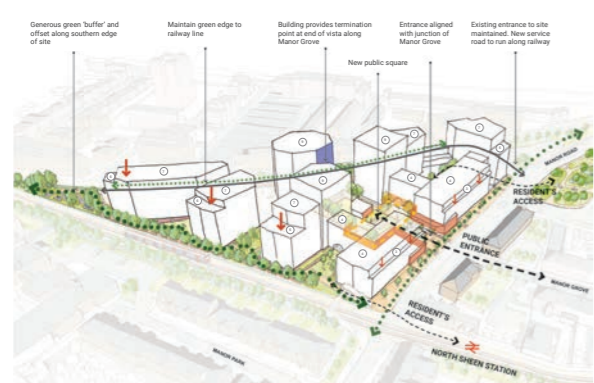 Generous green 'buffer' and
offset along southern edge
of site
Maintain green edge to
railway line
Building provides termination
point at end of vista along
Manor Grove
Entrance aligned
with junction of
Manor Grove
Existing entrance to site
maintained. New service
road to run along railway
New public square
MANOR ROAD
RESIDENT'S
ACCESS
PUBLIC
ENTRANCE
MANOR GROVE
RESIDENT'S
ACCESS
NORTH SHEEN STATION
MANOR PARK